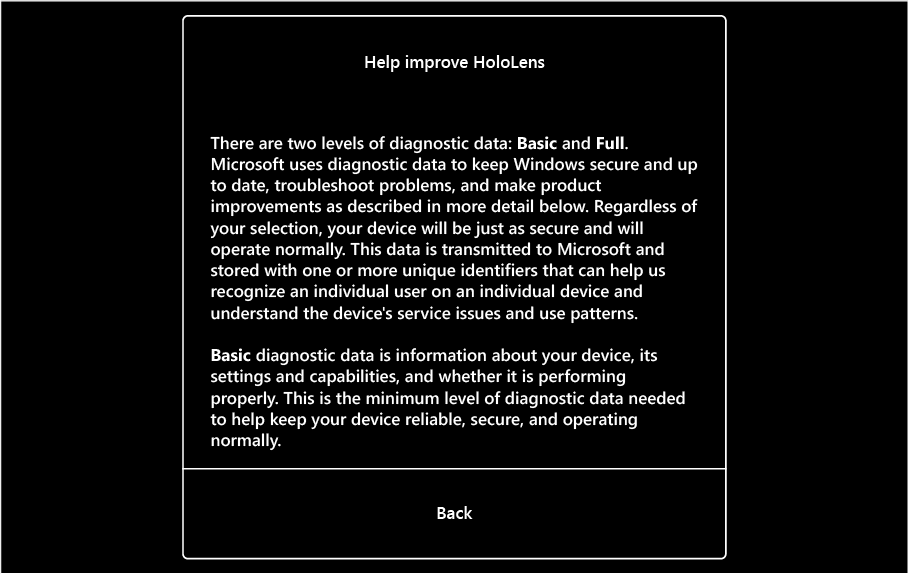 Help improve HoloLens
There are two levels of diagnostic data: Basic and Full.
Microsoft uses diagnostic data to keep Windows secure and up
to date, troubleshoot problems, and make product
improvements as described in more detail below. Regardless of
your selection, your device will be just as secure and will
operate normally. This data is transmitted to Microsoft and
stored with one or more unique identifiers that can help us
recognize an individual user on an individual device and
understand the device's service issues and use patterns.
Basic diagnostic data is information about your device, its
settings and capabilities, and whether it is performing
properly. This is the minimum level of diagnostic data needed
to help keep your device reliable, secure, and operating
normally.
Back